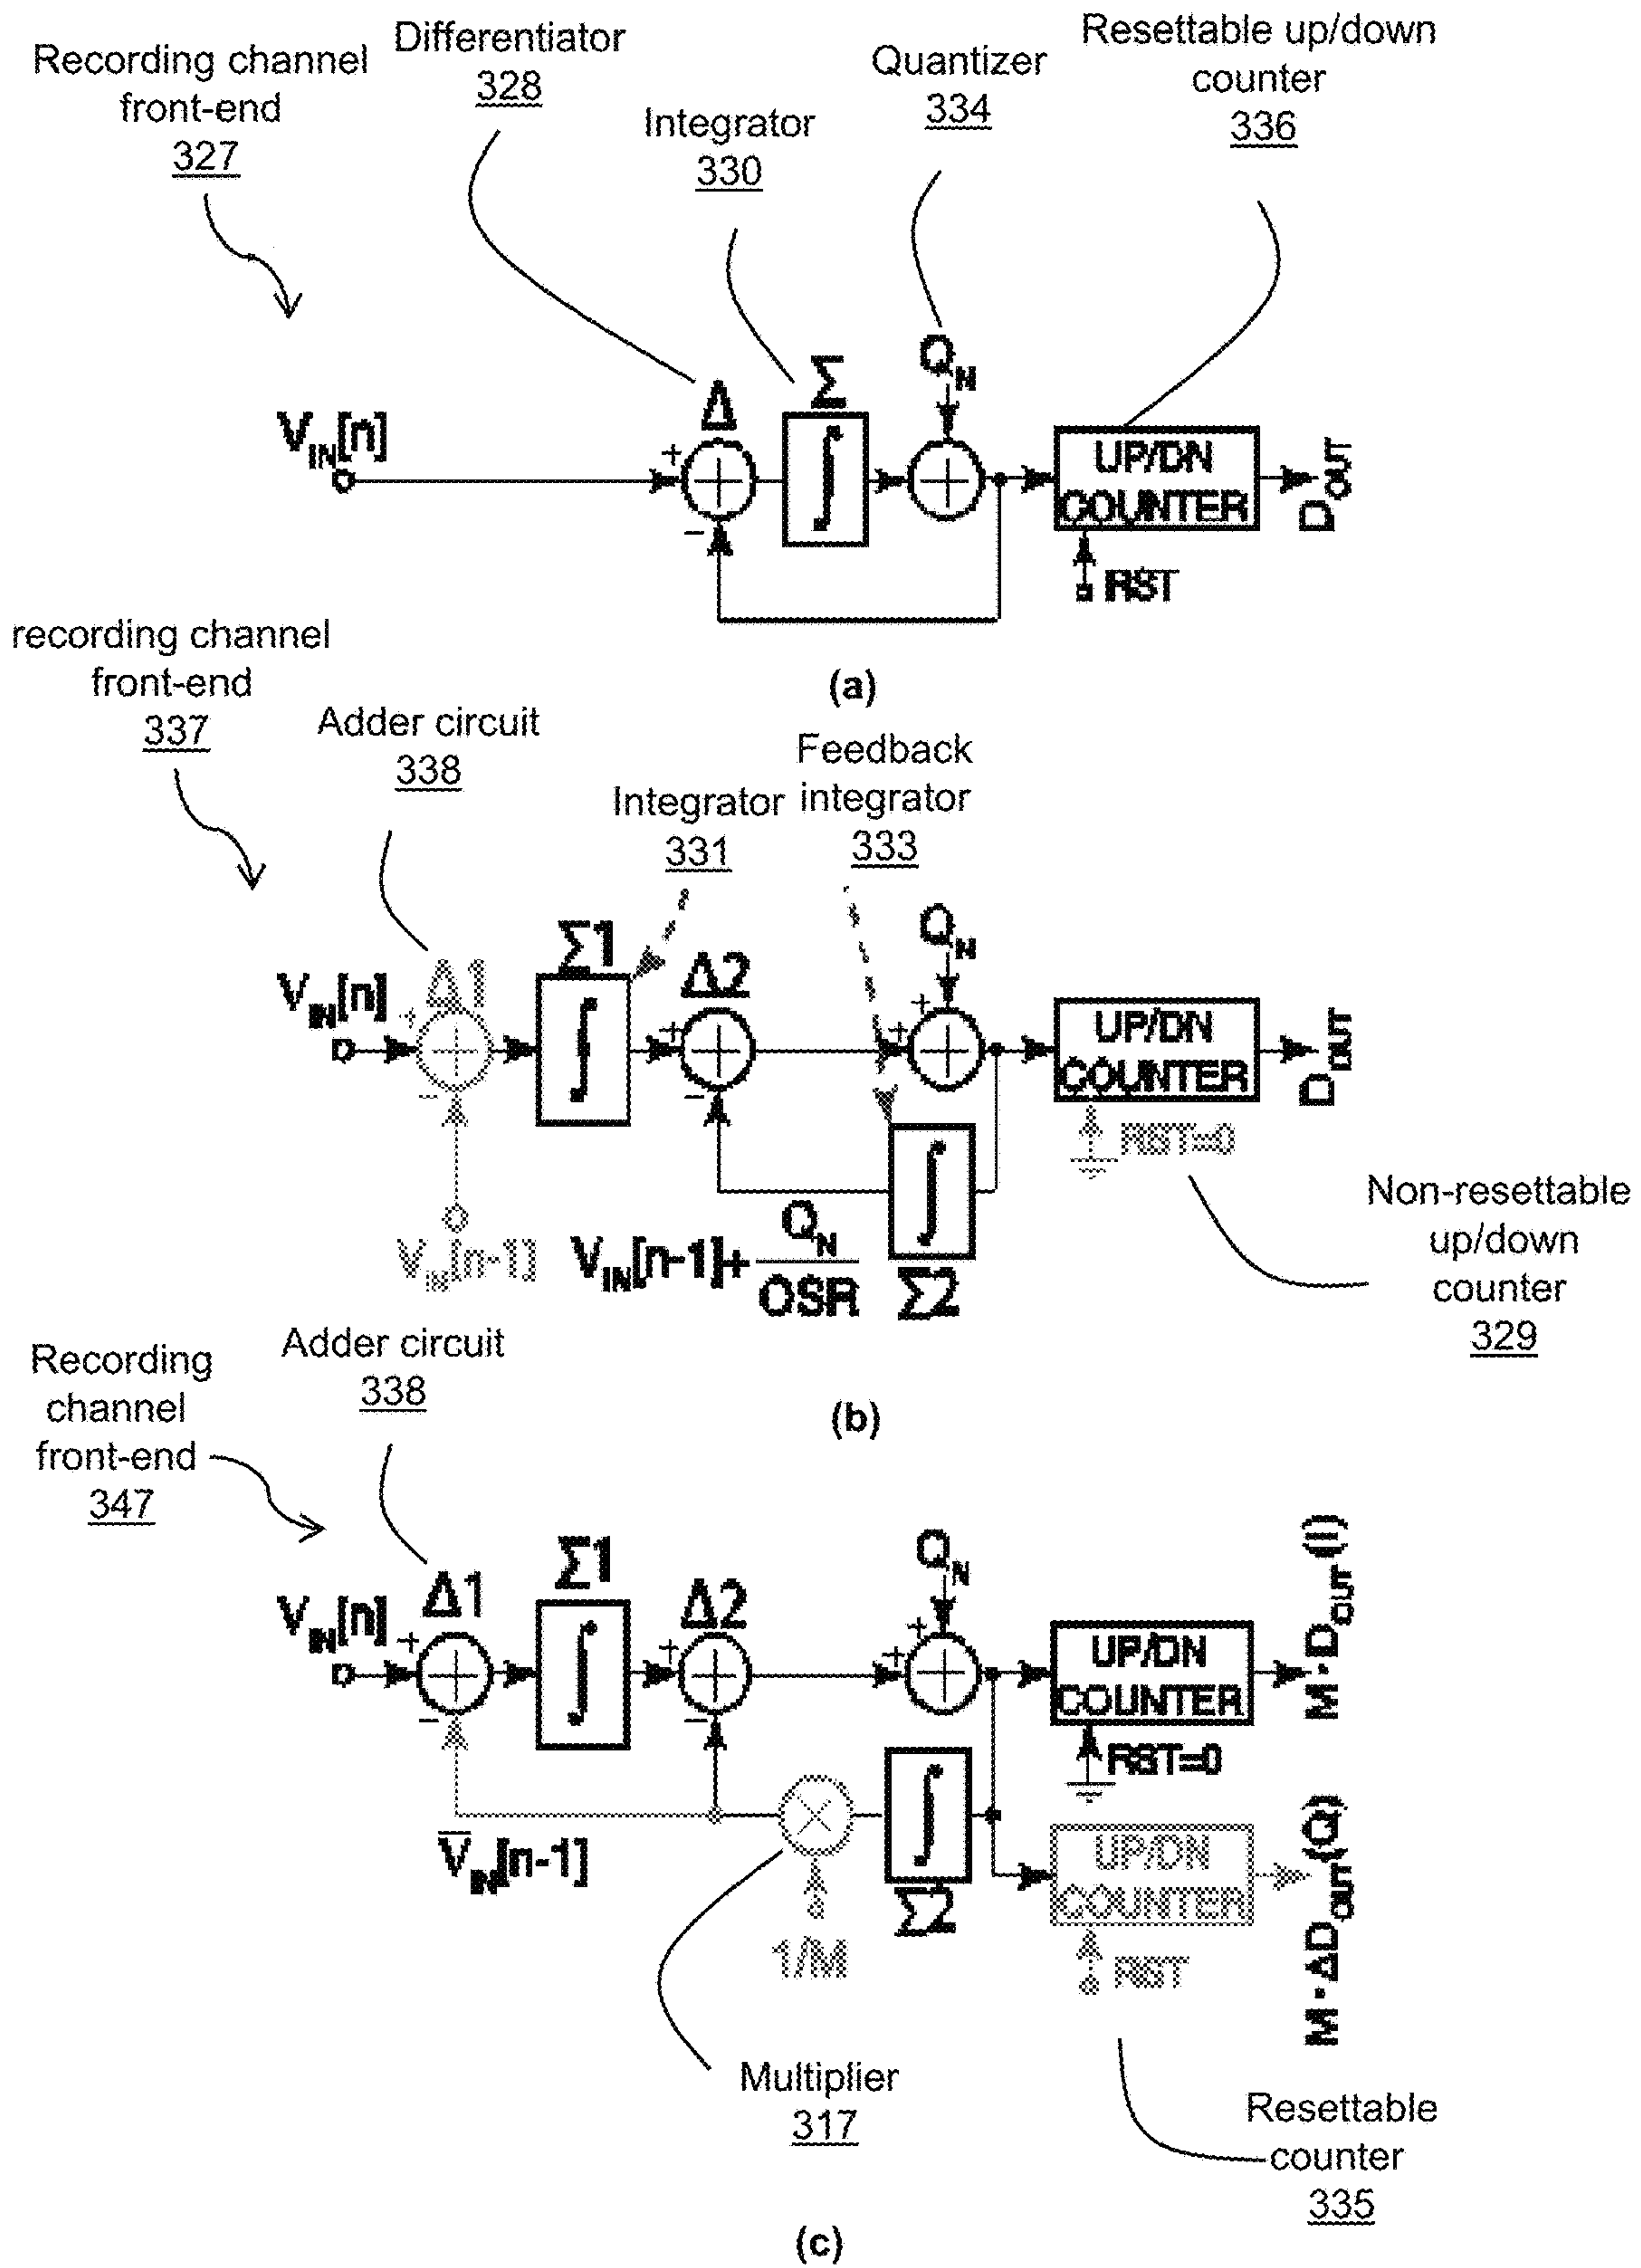 Recording channel
front-end
327
Differentiator
328
Integrator
330
Quantizer
334
Resettable up/down
counter
336
V_IN[n]
+
Δ
−
Σ
∫
Q_N
UP/DN
COUNTER
RST
D_OUT
(a)
recording channel
front-end
337
Adder circuit
338
Integrator
331
Feedback
integrator
333
V_IN[n]
+
Δ1
−
V_IN[n-1]
Σ1
∫
Δ2
+
−
Q_N
+
+
UP/DN
COUNTER
RST=0
D_OUT
V_IN[n-1]+ Q_N/OSR
∫
Σ2
Non-resettable
up/down
counter
329
(b)
Recording
channel
front-end
347
Adder circuit
338
V_IN[n]
+
Δ1
−
Σ1
∫
Δ2
+
−
Q_N
+
+
UP/DN
COUNTER
RST=0
M·D_OUT(I)
V̅_IN[n-1]
1/M
∫
Σ2
UP/DN
COUNTER
RST
M·ΔD_OUT(Q)
Multiplier
317
Resettable
counter
335
(c)